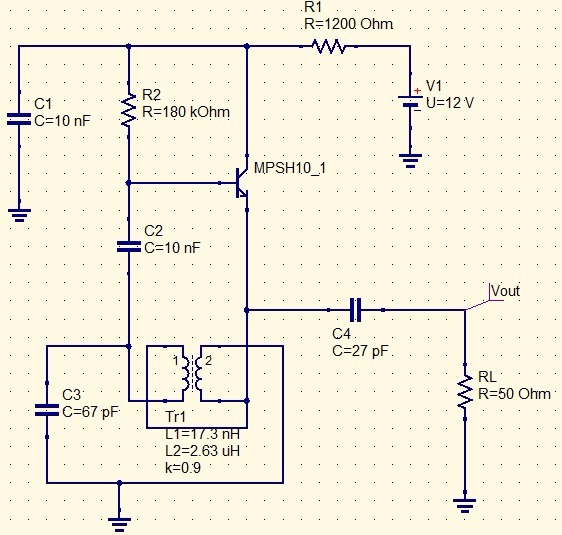 R1
R=1200 Ohm
V1
U=12 V
C1
C=10 nF
R2
R=180 kOhm
MPSH10_1
C2
C=10 nF
Vout
C4
C=27 pF
1 2
C3
C=67 pF
Tr1
L1=17.3 nH
L2=2.63 uH
k=0.9
RL
R=50 Ohm